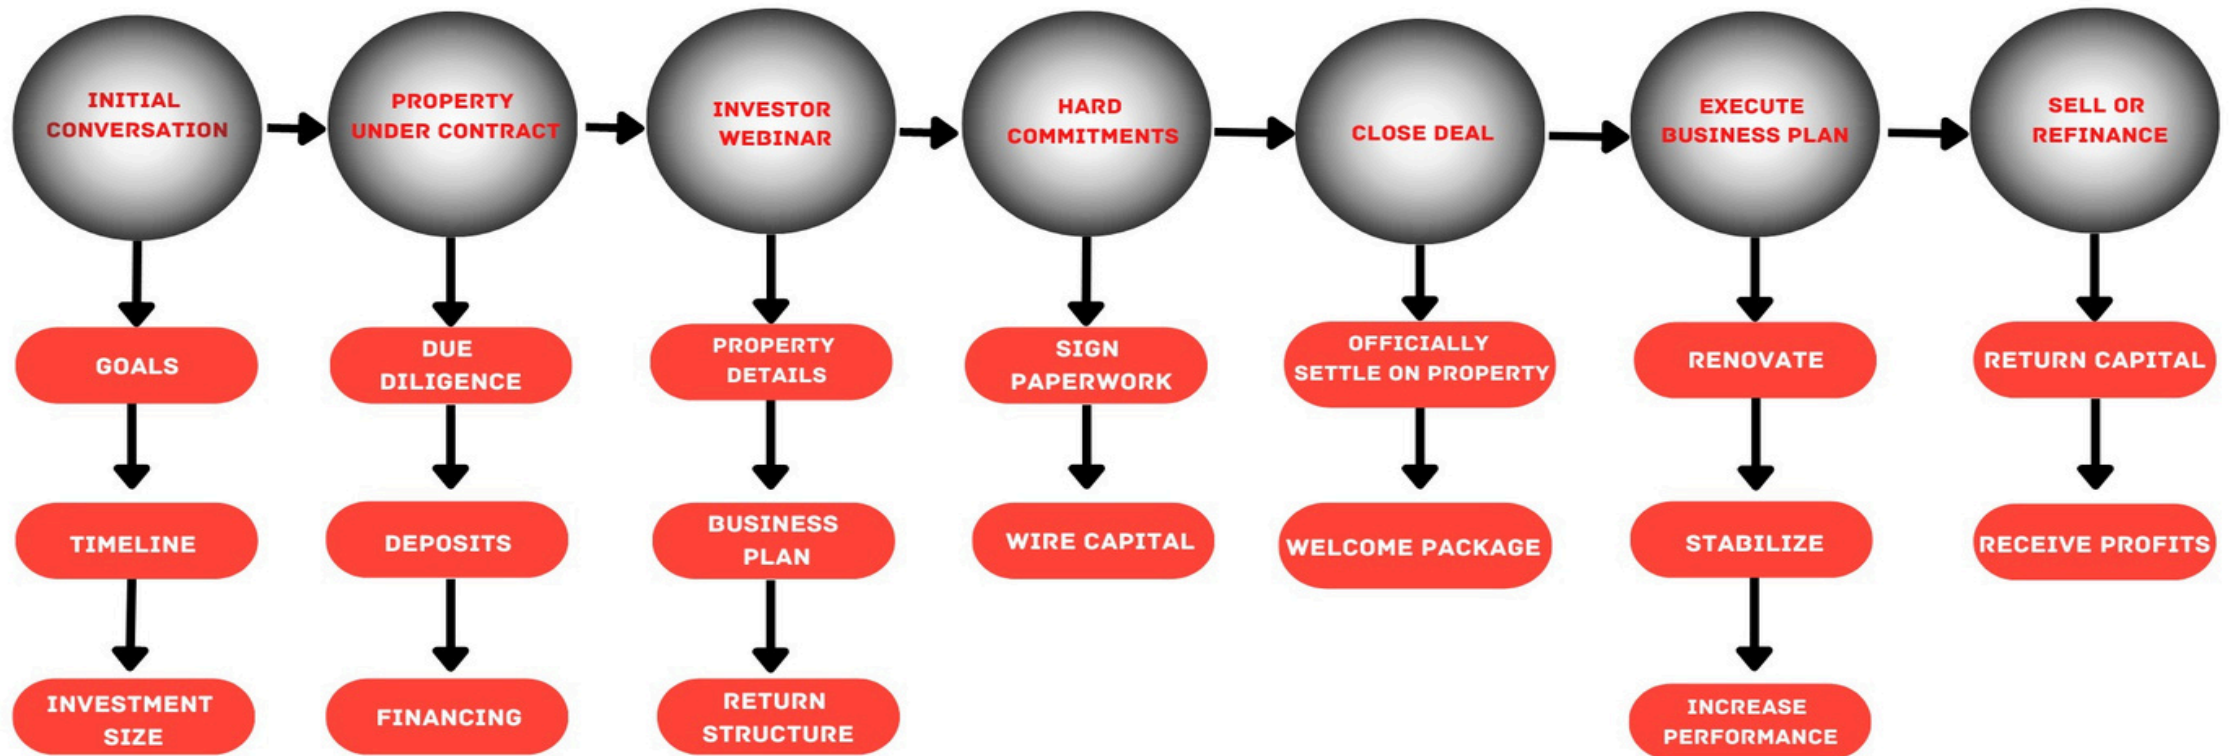 INITIAL
CONVERSATION
PROPERTY
UNDER CONTRACT
INVESTOR
WEBINAR
HARD
COMMITMENTS
CLOSE DEAL
EXECUTE
BUSINESS PLAN
SELL OR
REFINANCE
GOALS
TIMELINE
INVESTMENT
SIZE
DUE
DILIGENCE
DEPOSITS
FINANCING
PROPERTY
DETAILS
BUSINESS
PLAN
RETURN
STRUCTURE
SIGN
PAPERWORK
WIRE CAPITAL
OFFICIALLY
SETTLE ON PROPERTY
WELCOME PACKAGE
RENOVATE
STABILIZE
INCREASE
PERFORMANCE
RETURN CAPITAL
RECEIVE PROFITS